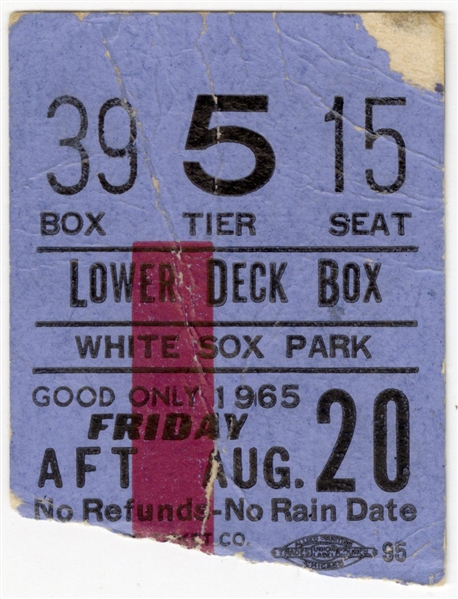 39 5 15
BOX TIER SEAT
LOWER DECK BOX
WHITE SOX PARK
GOOD ONLY 1965
FRIDAY
AFT AUG. 20
No Refunds-No Rain Date
CO.
95